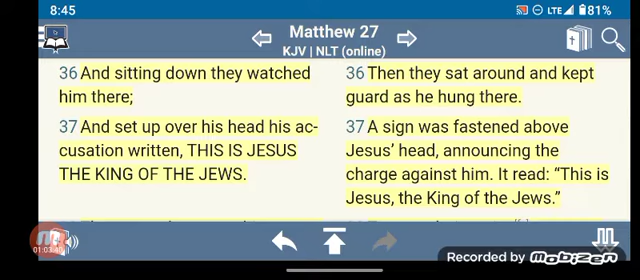 8:45
LTE 81%
Matthew 27
KJV | NLT (online)
36 And sitting down they watched
him there;
37 And set up over his head his ac-
cusation written, THIS IS JESUS
THE KING OF THE JEWS.
36 Then they sat around and kept
guard as he hung there.
37 A sign was fastened above
Jesus’ head, announcing the
charge against him. It read: “This is
Jesus, the King of the Jews.”
Recorded by
mobizen